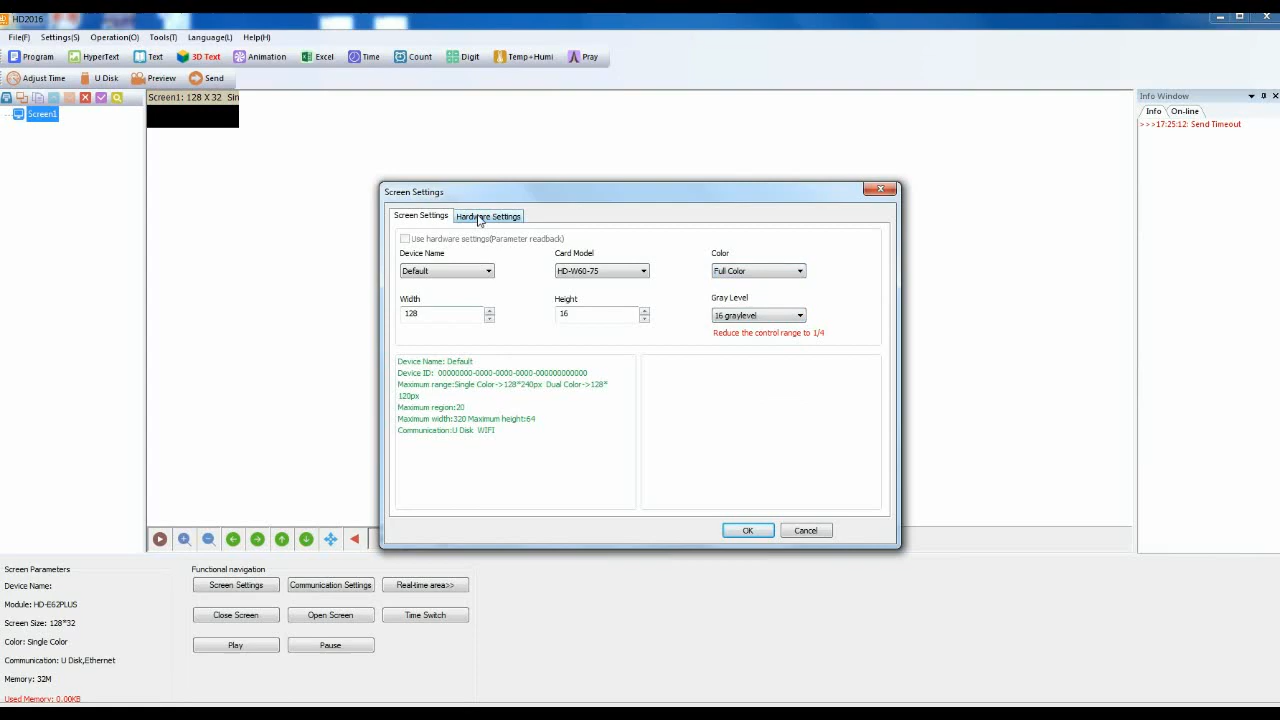 HD2016
File(F) Settings(S) Operation(O) Tools(T) Language(L) Help(H)
Program HyperText Text 3D Text Animation Excel Time Count Digit Temp+Humi Pray
Adjust Time U Disk Preview Send
Screen1
Screen1: 128 X 32 Sin
Info Window
Info On-line
>>>17:25:12: Send Timeout
Screen Settings
Screen Settings Hardware Settings
Use hardware settings(Parameter readback)
Device Name Card Model Color
Default HD-W60-75 Full Color
Width Height Gray Level
128 16 16 graylevel
Reduce the control range to 1/4
Device Name: Default
Device ID: 00000000-0000-0000-0000-000000000000
Maximum range:Single Color->128*240px Dual Color->128*
120px
Maximum region:20
Maximum width:320 Maximum height:64
Communication:U Disk WIFI
OK Cancel
Screen Parameters
Device Name:
Module: HD-E62PLUS
Screen Size: 128*32
Color: Single Color
Communication: U Disk,Ethernet
Memory: 32M
Used Memory: 0.00KB
Functional navigation
Screen Settings Communication Settings Real-time area>>
Close Screen Open Screen Time Switch
Play Pause